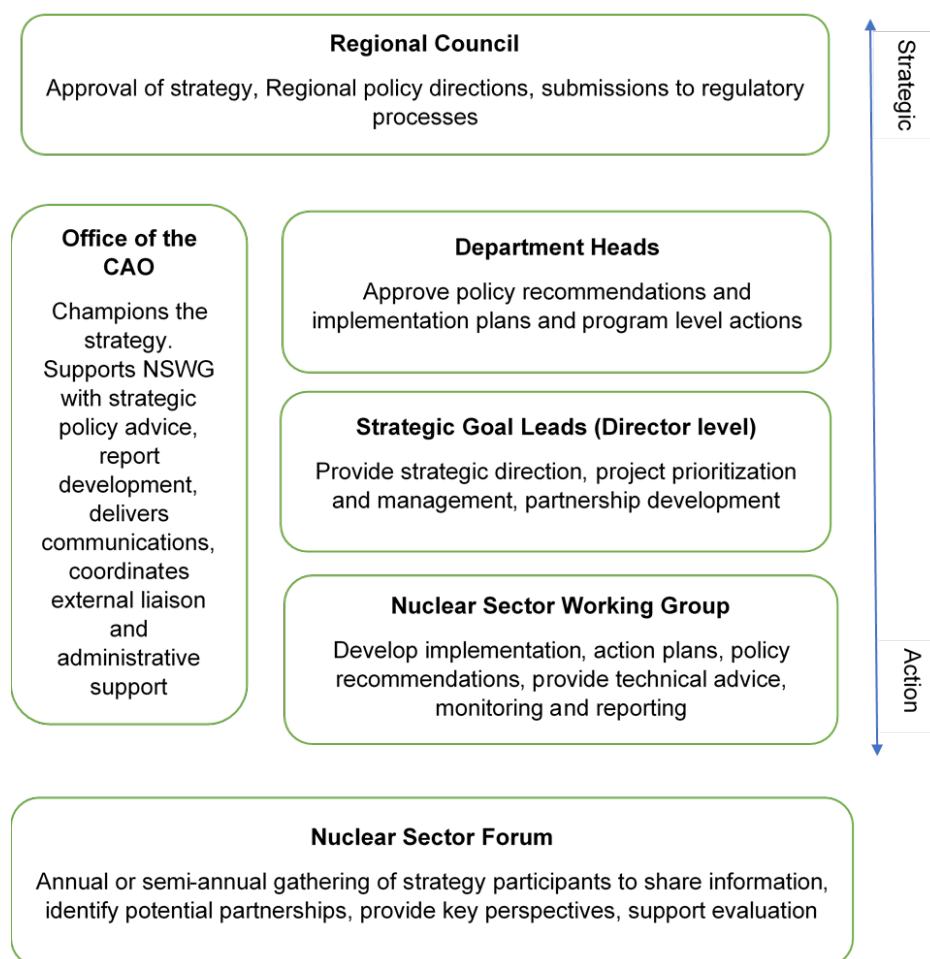 Regional Council
Approval of strategy, Regional policy directions, submissions to regulatory
processes
Strategic
Office of the
CAO
Champions the
strategy.
Supports NSWG
with strategic
policy advice,
report
development,
delivers
communications,
coordinates
external liaison
and
administrative
support
Department Heads
Approve policy recommendations and
implementation plans and program level actions
Strategic Goal Leads (Director level)
Provide strategic direction, project prioritization
and management, partnership development
Nuclear Sector Working Group
Develop implementation, action plans, policy
recommendations, provide technical advice,
monitoring and reporting
Action
Nuclear Sector Forum
Annual or semi-annual gathering of strategy participants to share information,
identify potential partnerships, provide key perspectives, support evaluation